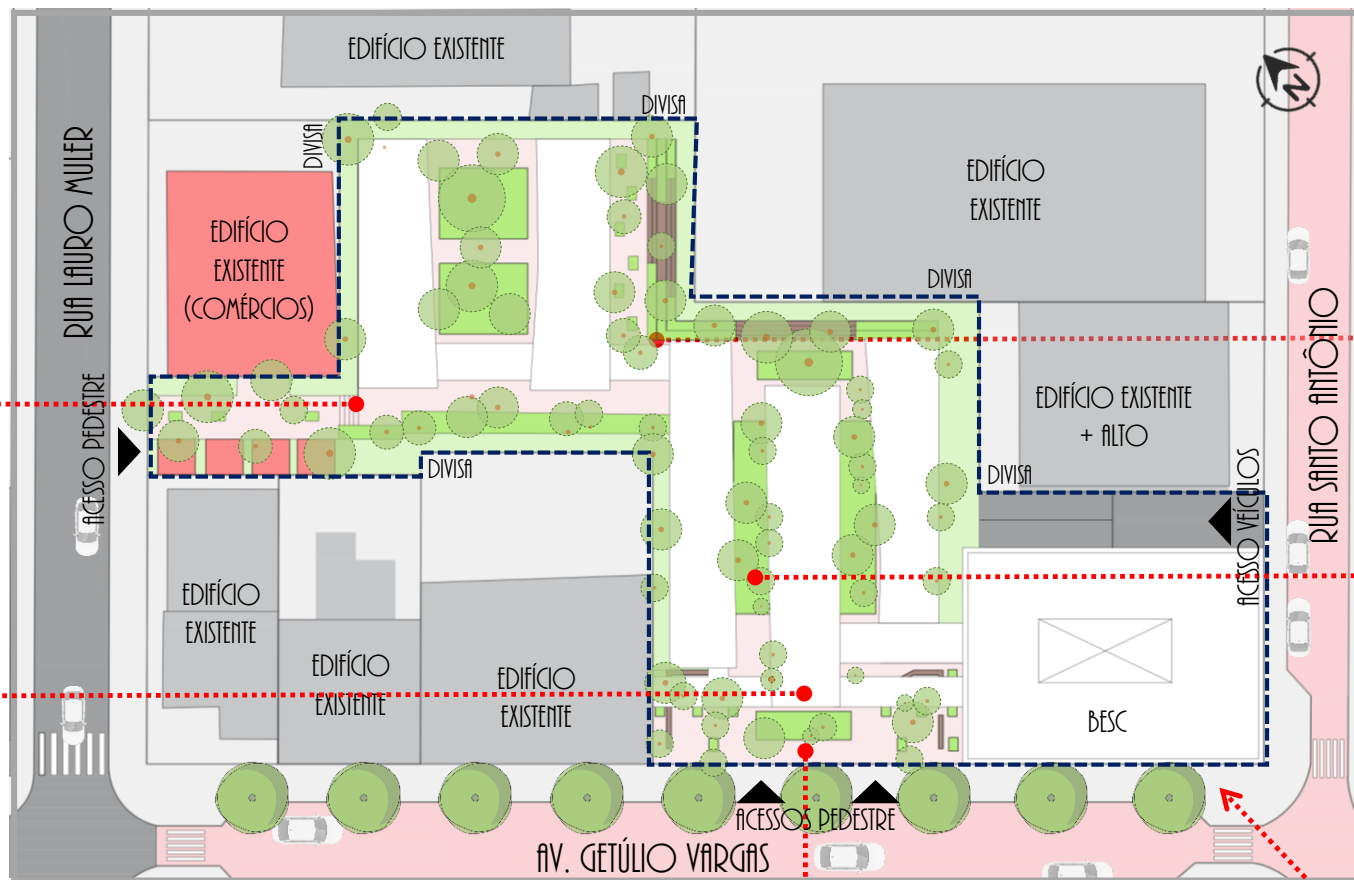 EDIFÍCIO EXISTENTE
N
DIVISA
DIVISA
RUA LAURO MULER
EDIFÍCIO
EXISTENTE
EDIFÍCIO
EXISTENTE
(COMÉRCIOS)
DIVISA
RUA SANTO ANTÔNIO
EDIFÍCIO EXISTENTE
+ ALTO
ACESSO PEDESTRE
DIVISA
DIVISA
ACESSO VEÍCULOS
EDIFÍCIO
EXISTENTE
EDIFÍCIO
EXISTENTE
EDIFÍCIO
EXISTENTE
BESC
ACESSOS PEDESTRE
AV. GETÚLIO VARGAS